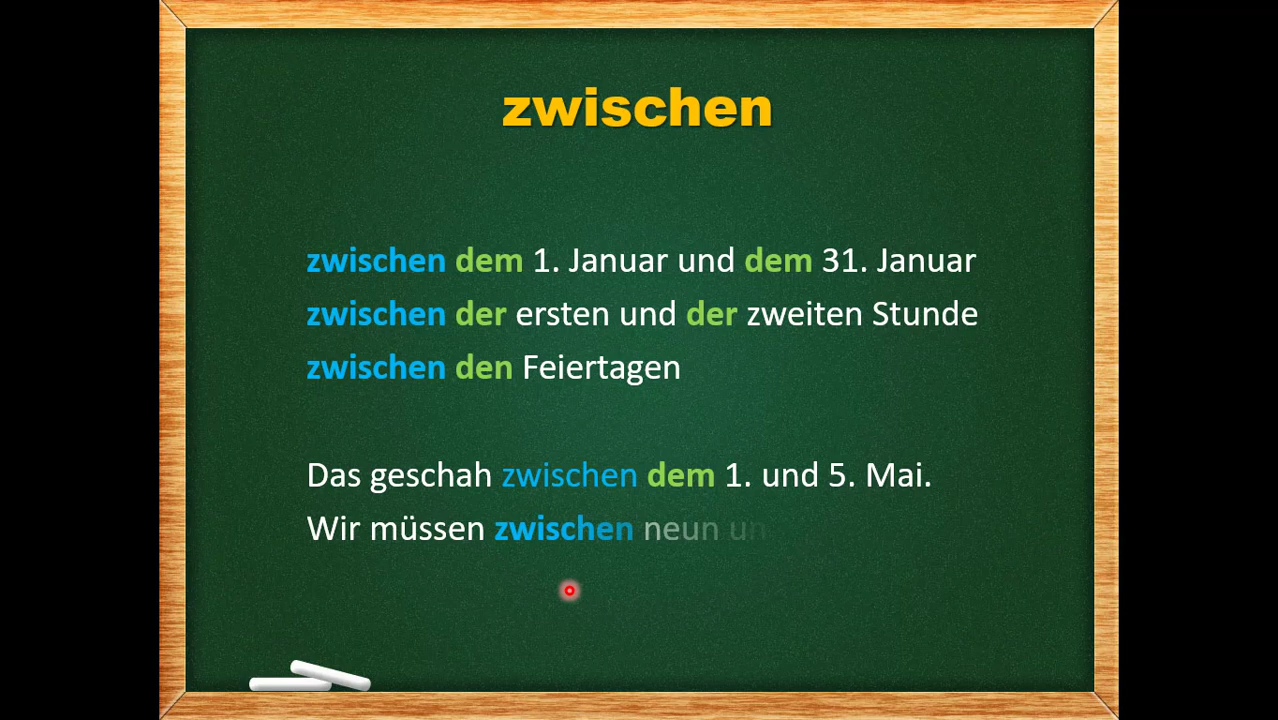 zwischen
zwischen dem 1. Januar und dem 31. Januar
zwischen der ersten und der zweiten Stunde
zwischen den Feiertagen
Das geschah zwischen dem 1. und 5. Mai.
Wir müssen zwischen neun